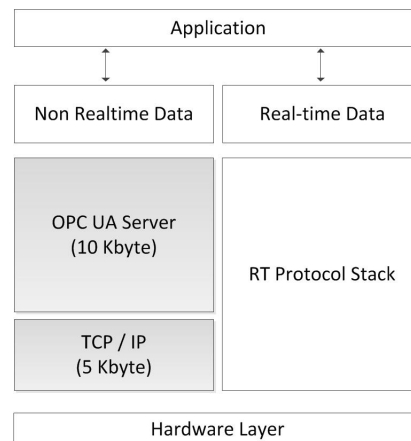 Application
Non Realtime Data
Real-time Data
OPC UA Server
(10 Kbyte)
RT Protocol Stack
TCP / IP
(5 Kbyte)
Hardware Layer